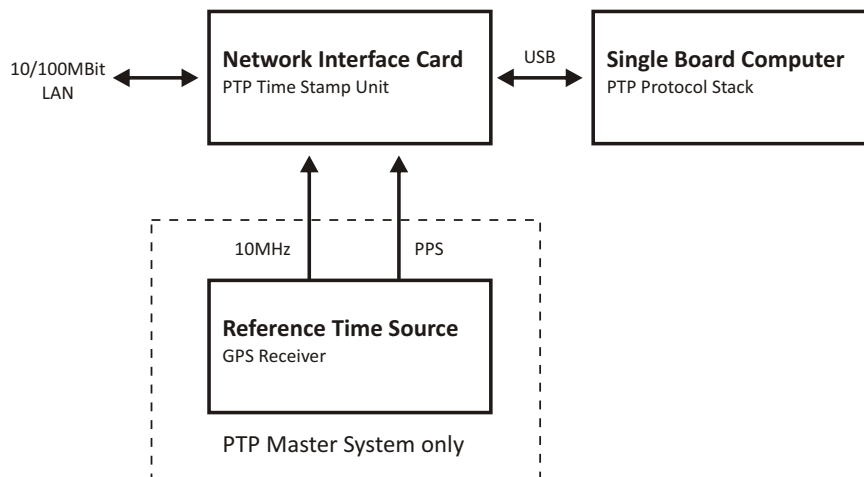 10/100MBit
LAN
Network Interface Card
PTP Time Stamp Unit
USB
Single Board Computer
PTP Protocol Stack
10MHz
PPS
Reference Time Source
GPS Receiver
PTP Master System only